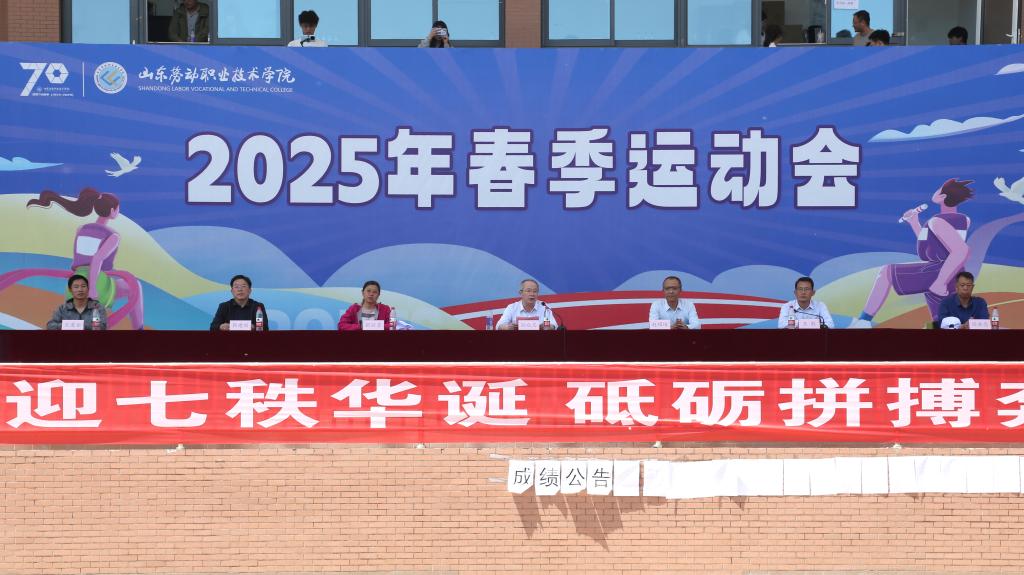 70
山东劳动职业技术学院
SHANDONG LABOR VOCATIONAL AND TECHNICAL COLLEGE
2025年春季运动会
迎七秩华诞 砥砺拼搏
成绩公告